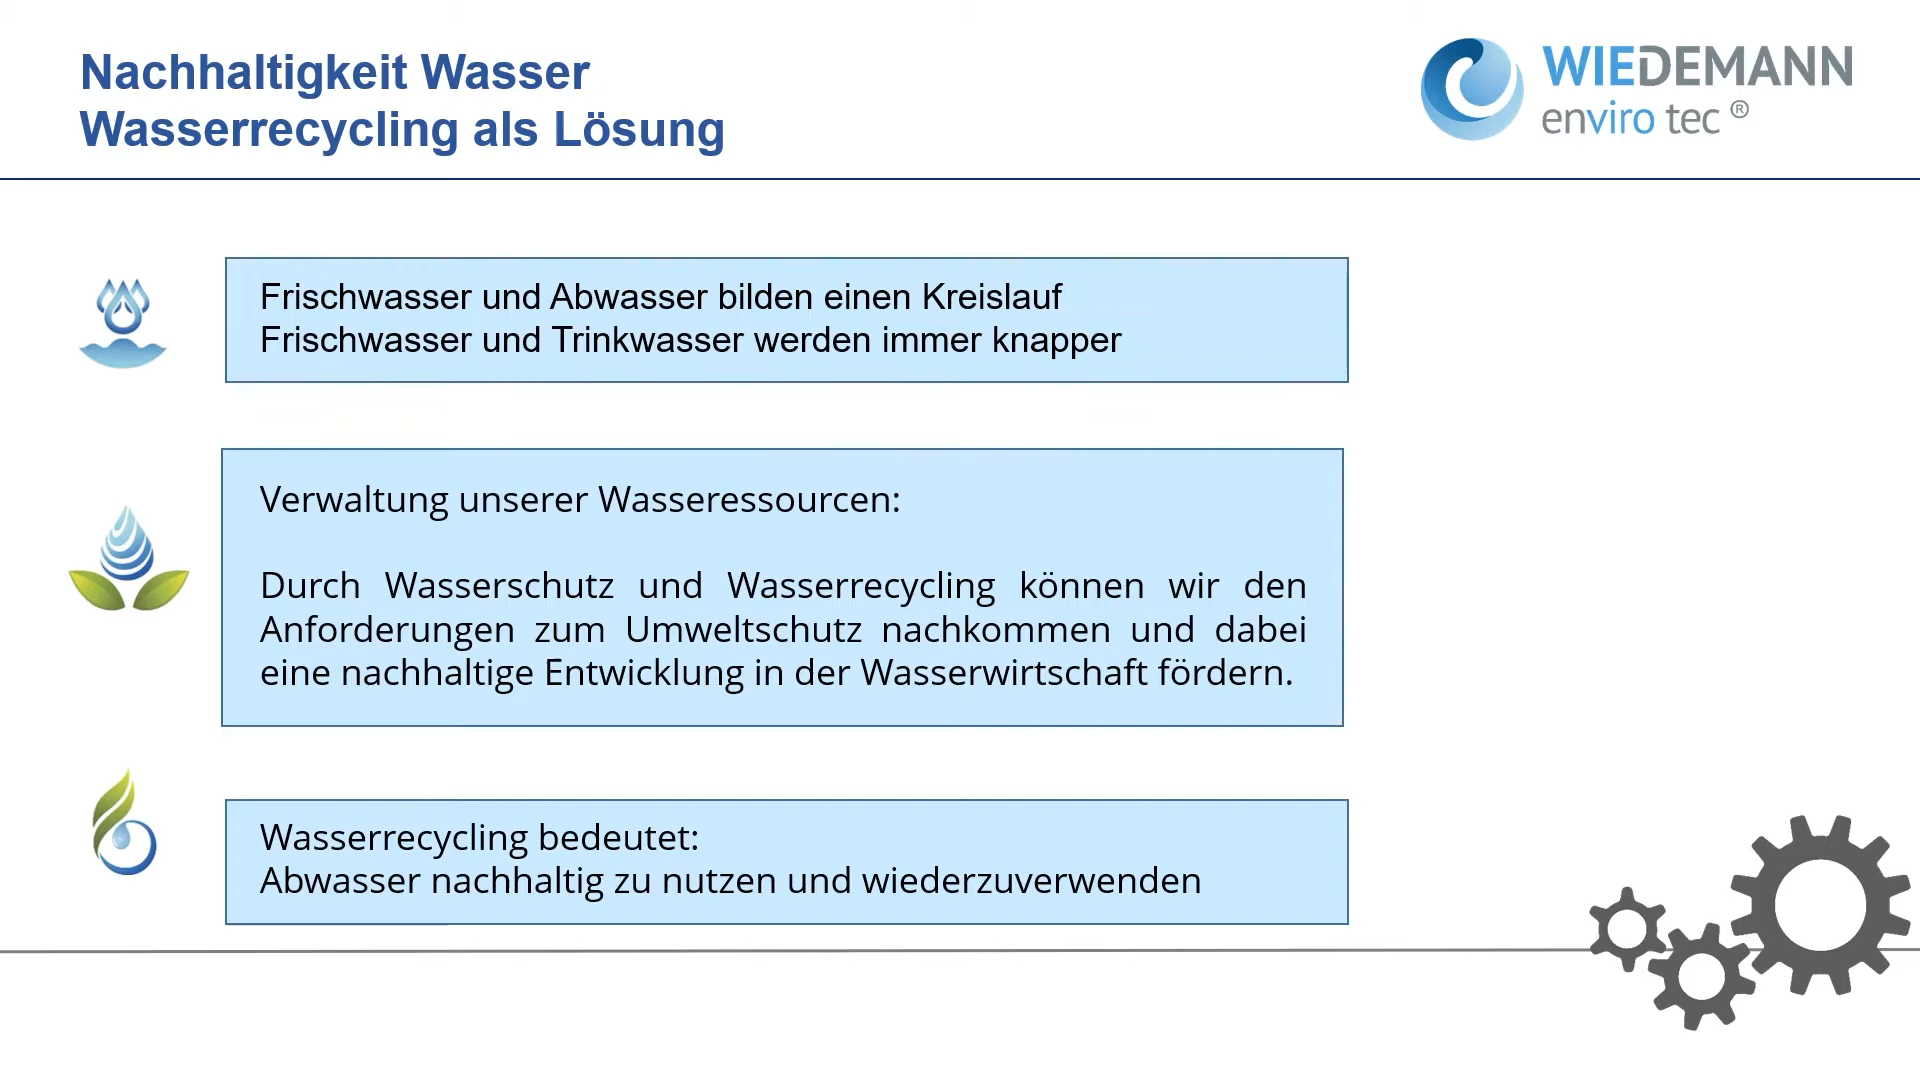 Nachhaltigkeit Wasser
Wasserrecycling als Lösung
WIEDEMANN
enviro tec ®
Frischwasser und Abwasser bilden einen Kreislauf
Frischwasser und Trinkwasser werden immer knapper
Verwaltung unserer Wasseressourcen:
Durch Wasserschutz und Wasserrecycling können wir den
Anforderungen zum Umweltschutz nachkommen und dabei
eine nachhaltige Entwicklung in der Wasserwirtschaft fördern.
Wasserrecycling bedeutet:
Abwasser nachhaltig zu nutzen und wiederzuverwenden